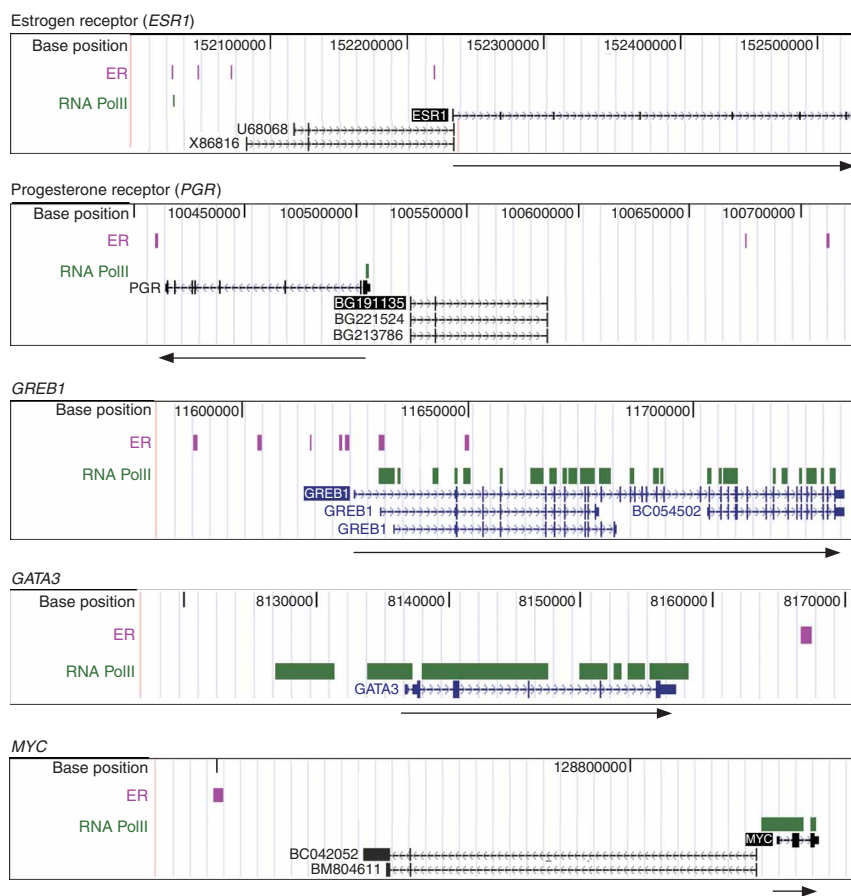 Estrogen receptor (ESR1)
Base position 152100000 152200000 152300000 152400000 152500000
ER
RNA PolII
ESR1
U68068
X86816
Progesterone receptor (PGR)
Base position 100450000 100500000 100550000 100600000 100650000 100700000
ER
RNA PolII
PGR
BG191135
BG221524
BG213786
GREB1
Base position 11600000 11650000 11700000
ER
RNA PolII
GREB1
GREB1 BC054502
GREB1
GATA3
Base position 8130000 8140000 8150000 8160000 8170000
ER
RNA PolII
GATA3
MYC
Base position 128800000
ER
RNA PolII
MYC
BC042052
BM804611